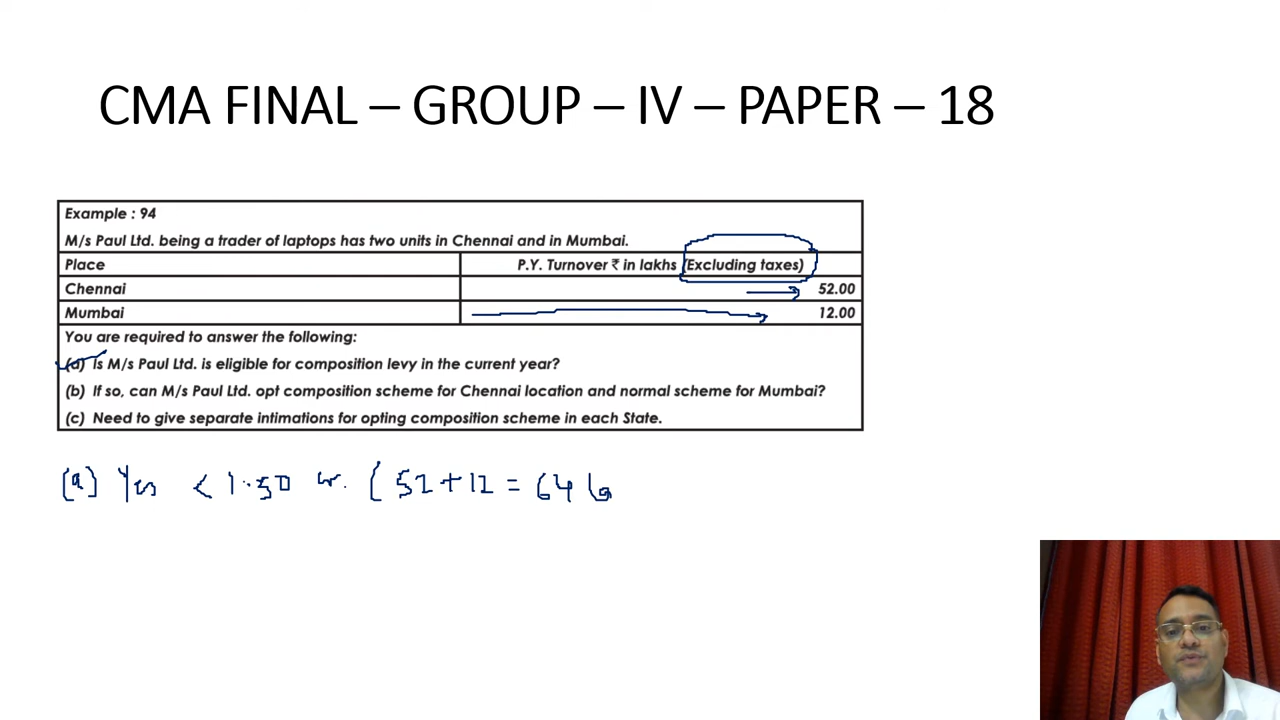 CMA FINAL – GROUP – IV – PAPER – 18
Example : 94
M/s Paul Ltd. being a trader of laptops has two units in Chennai and in Mumbai.
Place P.Y. Turnover ₹ in lakhs (Excluding taxes)
Chennai 52.00
Mumbai 12.00
You are required to answer the following:
(a) Is M/s Paul Ltd. is eligible for composition levy in the current year?
(b) If so, can M/s Paul Ltd. opt composition scheme for Chennai location and normal scheme for Mumbai?
(c) Need to give separate intimations for opting composition scheme in each State.
(a) Yes < 1.50 cr. ( 52 + 12 = 64 la